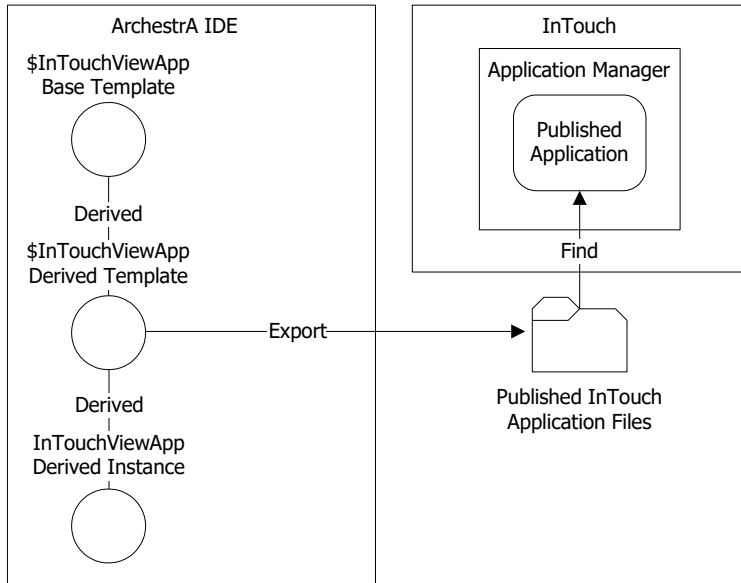 ArchestrA IDE
$InTouchViewApp
Base Template
Derived
$InTouchViewApp
Derived Template
Export
Derived
InTouchViewApp
Derived Instance
InTouch
Application Manager
Published
Application
Find
Published InTouch
Application Files